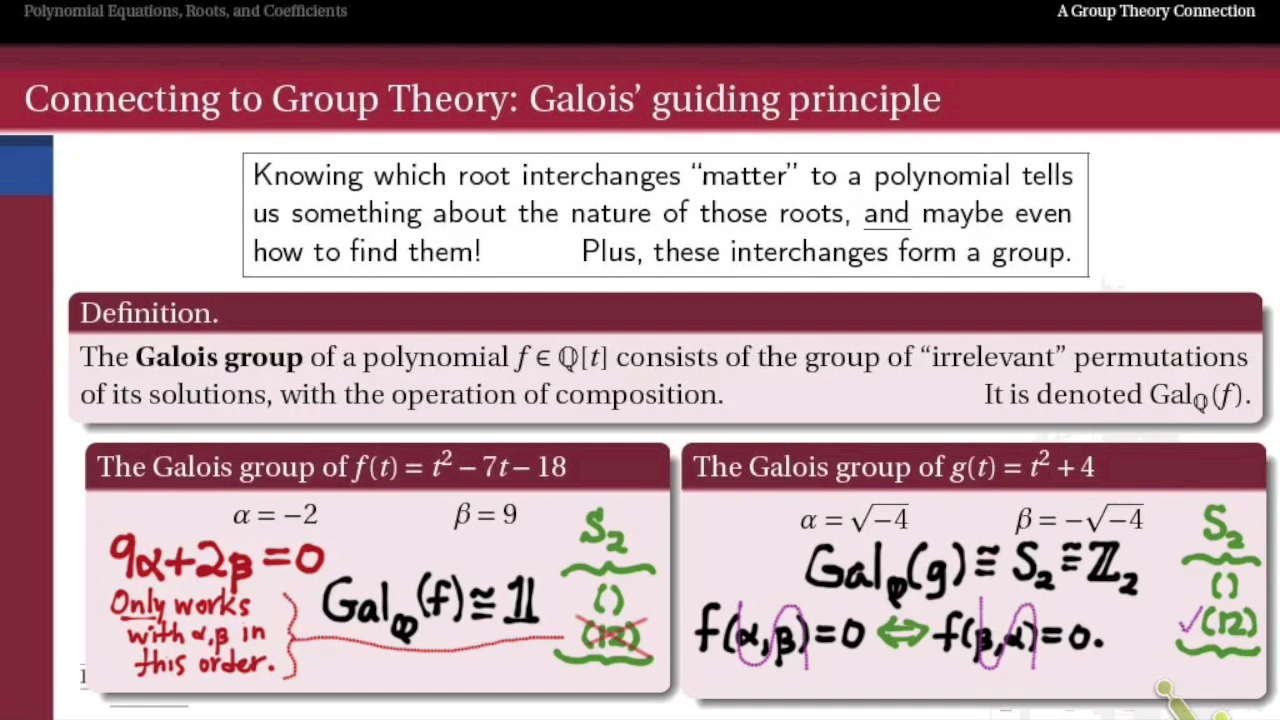 Polynomial Equations, Roots, and Coefficients
A Group Theory Connection
Connecting to Group Theory: Galois’ guiding principle
Knowing which root interchanges “matter” to a polynomial tells
us something about the nature of those roots, and maybe even
how to find them! Plus, these interchanges form a group.
Definition.
The Galois group of a polynomial f ∈ ℚ[t] consists of the group of “irrelevant” permutations
of its solutions, with the operation of composition. It is denoted Gal_ℚ(f).
The Galois group of f(t) = t² − 7t − 18
α = −2 β = 9
S₂
9α+2β=0
Only works
with α,β in
this order.
Gal_ℚ(f) ≅ 𝟙
()
(12)
The Galois group of g(t) = t² + 4
α = √−4 β = −√−4
S₂
Gal_ℚ(g) ≅ S₂ ≅ ℤ₂
()
f(α,β)=0 ⇔ f(β,α)=0.
✓(12)